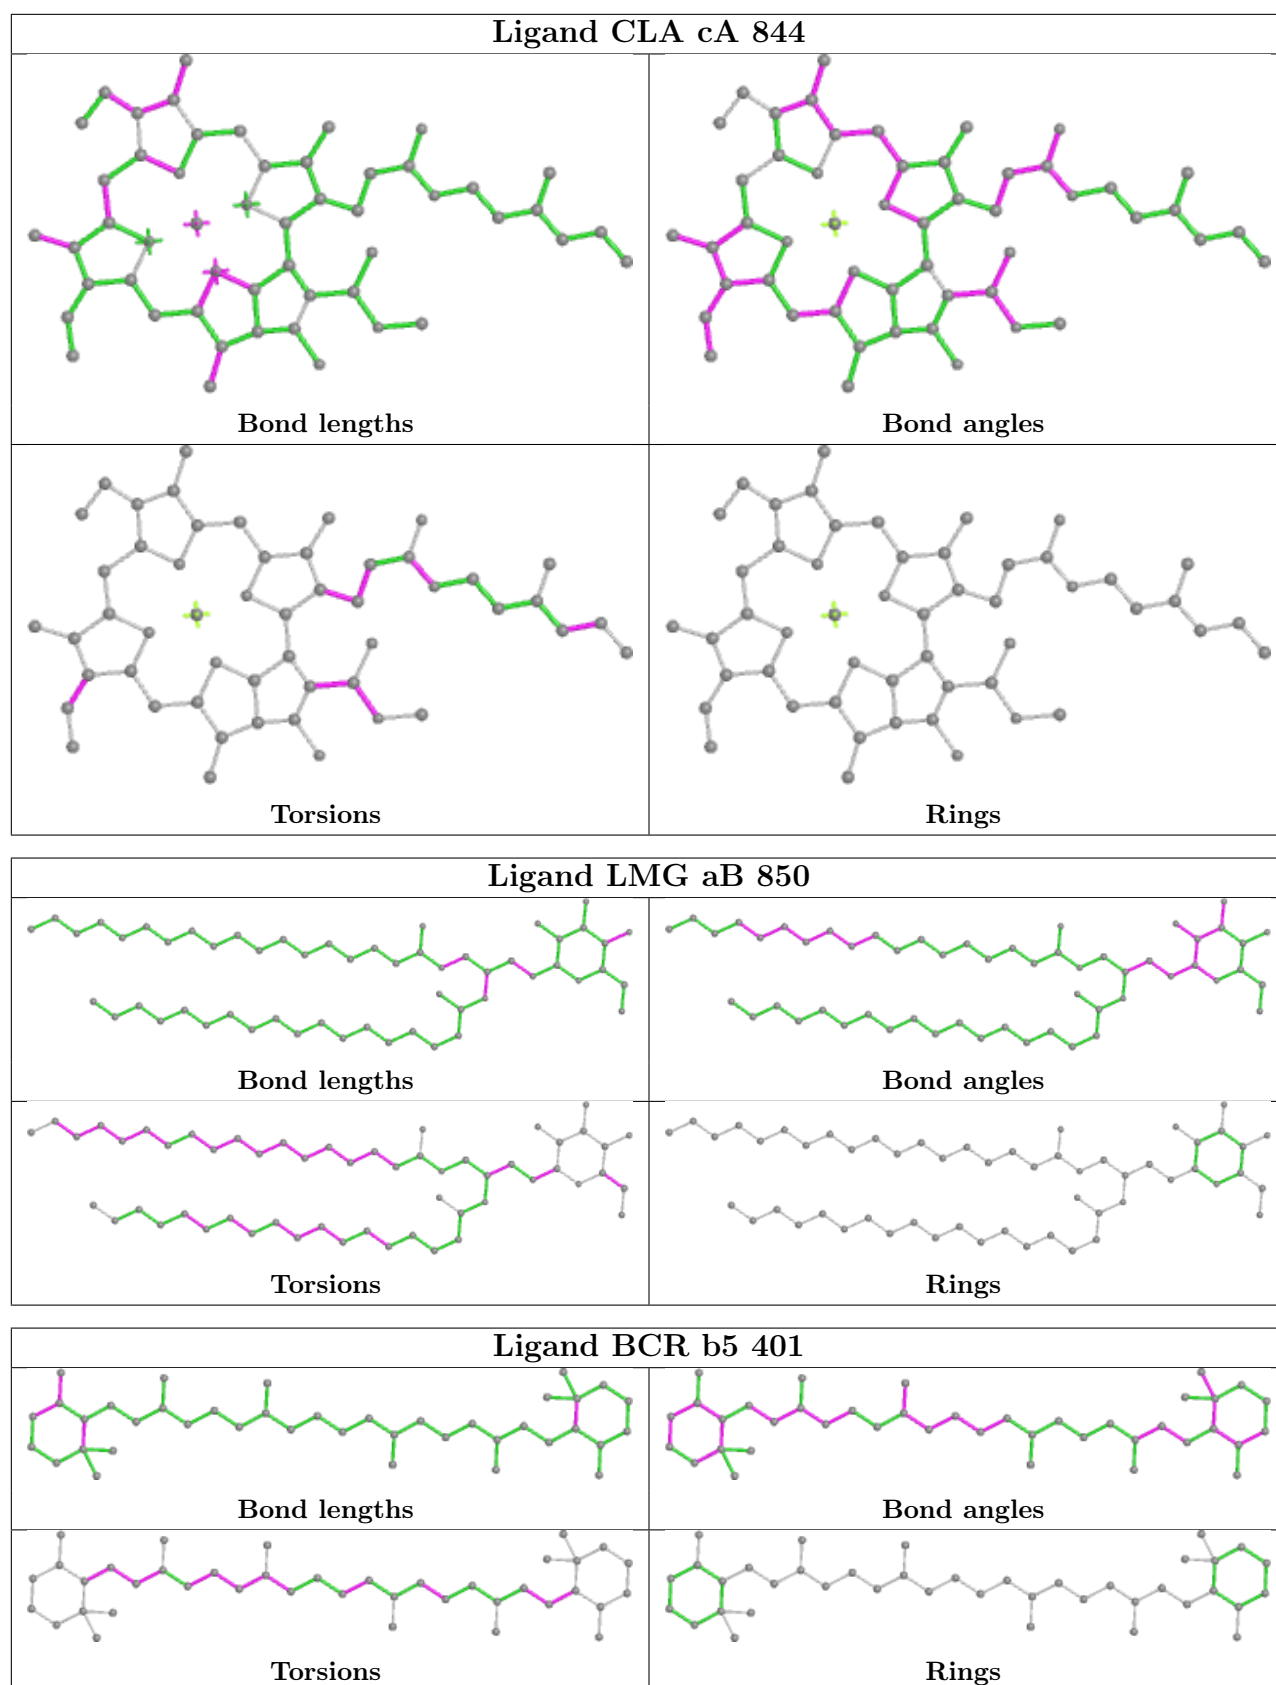 Ligand CLA cA 844
Bond lengths
Bond angles
Torsions
Rings
Ligand LMG aB 850
Bond lengths
Bond angles
Torsions
Rings
Ligand BCR b5 401
Bond lengths
Bond angles
Torsions
Rings